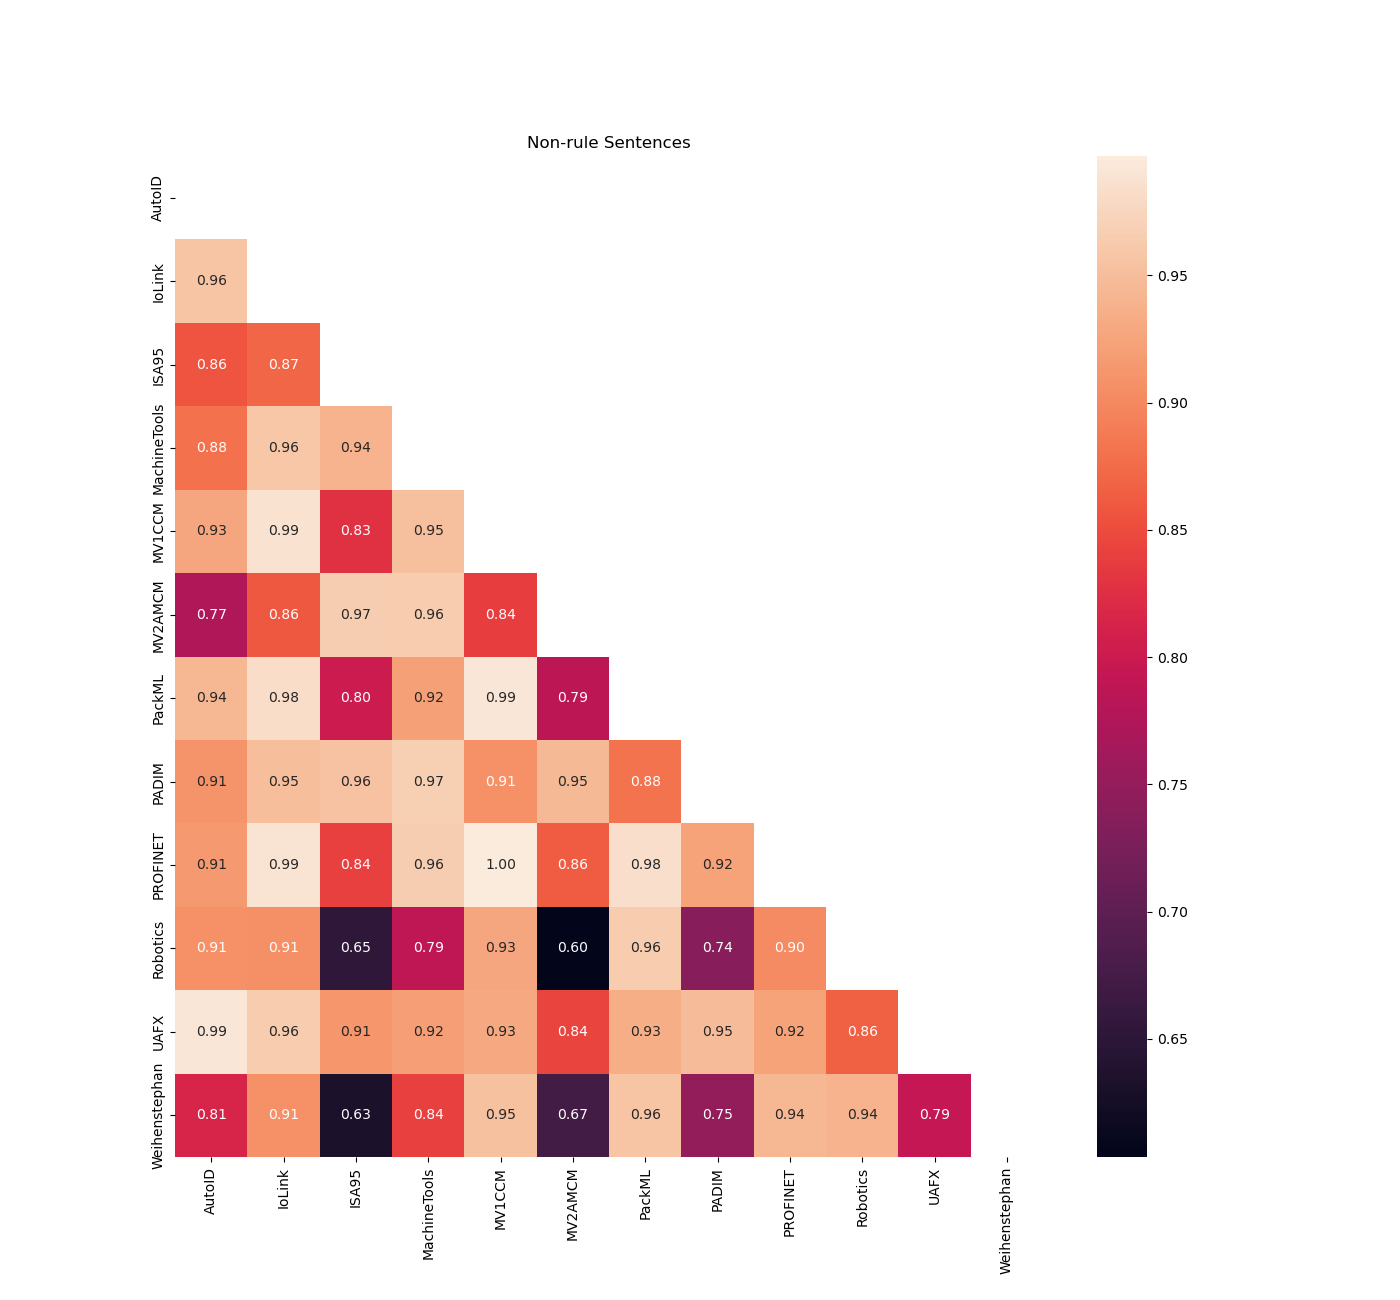 Non-rule Sentences
AutoID
IoLink 0.96
ISA95 0.86 0.87
MachineTools 0.88 0.96 0.94
MV1CCM 0.93 0.99 0.83 0.95
MV2AMCM 0.77 0.86 0.97 0.96 0.84
PackML 0.94 0.98 0.80 0.92 0.99 0.79
PADIM 0.91 0.95 0.96 0.97 0.91 0.95 0.88
PROFINET 0.91 0.99 0.84 0.96 1.00 0.86 0.98 0.92
Robotics 0.91 0.91 0.65 0.79 0.93 0.60 0.96 0.74 0.90
UAFX 0.99 0.96 0.91 0.92 0.93 0.84 0.93 0.95 0.92 0.86
Weihenstephan 0.81 0.91 0.63 0.84 0.95 0.67 0.96 0.75 0.94 0.94 0.79
AutoID IoLink ISA95 MachineTools MV1CCM MV2AMCM PackML PADIM PROFINET Robotics UAFX Weihenstephan
0.95
0.90
0.85
0.80
0.75
0.70
0.65